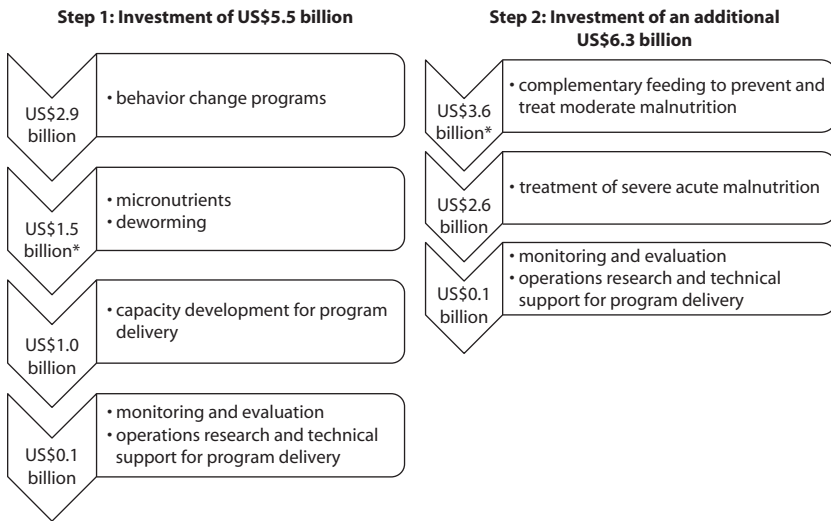 Step 1: Investment of US$5.5 billion
US$2.9
billion
• behavior change programs
US$1.5
billion*
• micronutrients
• deworming
US$1.0
billion
• capacity development for program
delivery
US$0.1
billion
• monitoring and evaluation
• operations research and technical
support for program delivery
Step 2: Investment of an additional
US$6.3 billion
US$3.6
billion*
• complementary feeding to prevent and
treat moderate malnutrition
US$2.6
billion
• treatment of severe acute malnutrition
US$0.1
billion
• monitoring and evaluation
• operations research and technical
support for program delivery